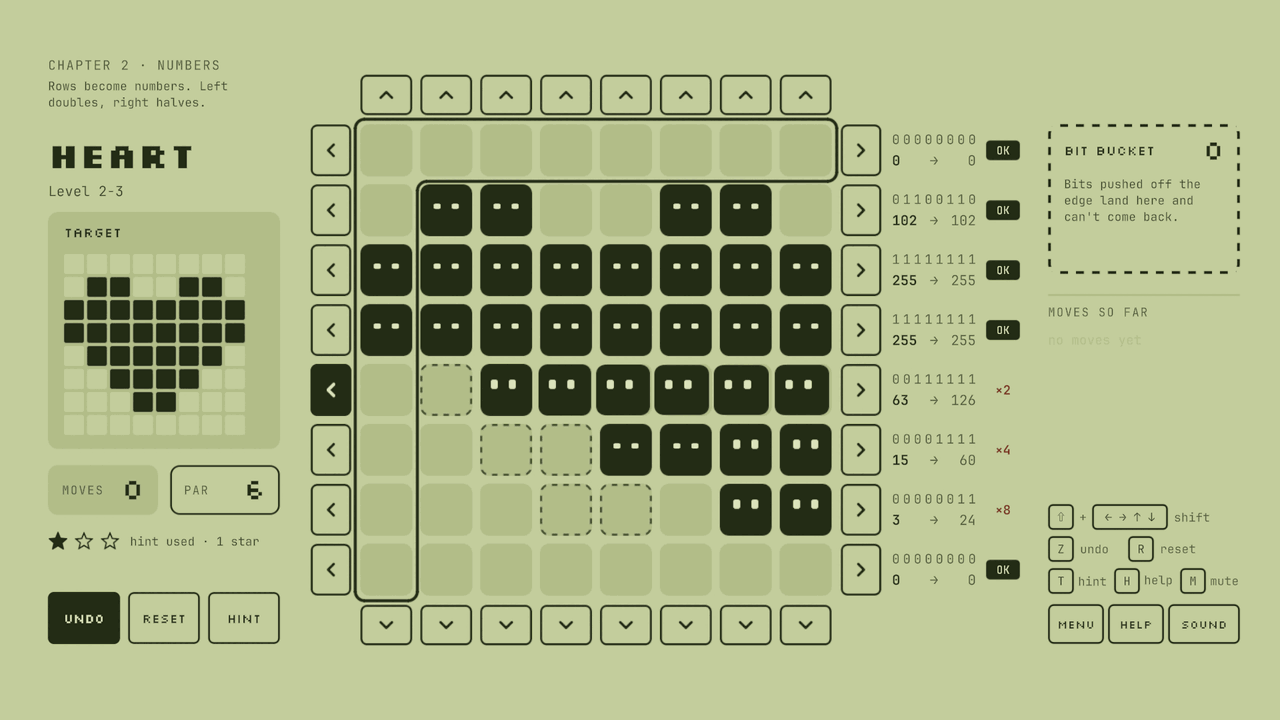 CHAPTER 2 · NUMBERS
Rows become numbers. Left
doubles, right halves.
HEART
Level 2-3
TARGET
MOVES 0
PAR 6
hint used · 1 star
UNDO
RESET
HINT
00000000
0 → 0 OK
01100110
102 → 102 OK
11111111
255 → 255 OK
11111111
255 → 255 OK
00111111
63 → 126 ×2
00001111
15 → 60 ×4
00000011
3 → 24 ×8
00000000
0 → 0 OK
BIT BUCKET 0
Bits pushed off the
edge land here and
can't come back.
MOVES SO FAR
no moves yet
⇧ + ← → ↑ ↓ shift
Z undo R reset
T hint H help M mute
MENU HELP SOUND